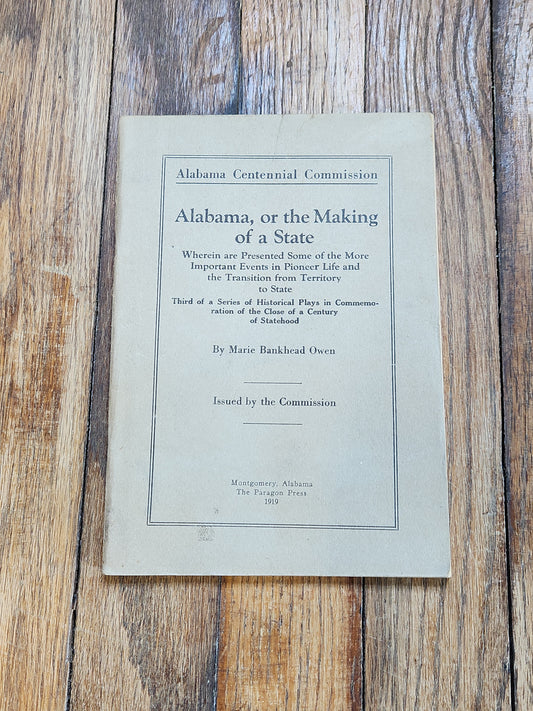 Alabama Centennial Commission
Alabama, or the Making
of a State
Wherein are Presented Some of the More
Important Events in Pioneer Life and
the Transition from Territory
to State
Third of a Series of Historical Plays in Commemo-
ration of the Close of a Century
of Statehood
By Marie Bankhead Owen
Issued by the Commission
Montgomery, Alabama
The Paragon Press
1919